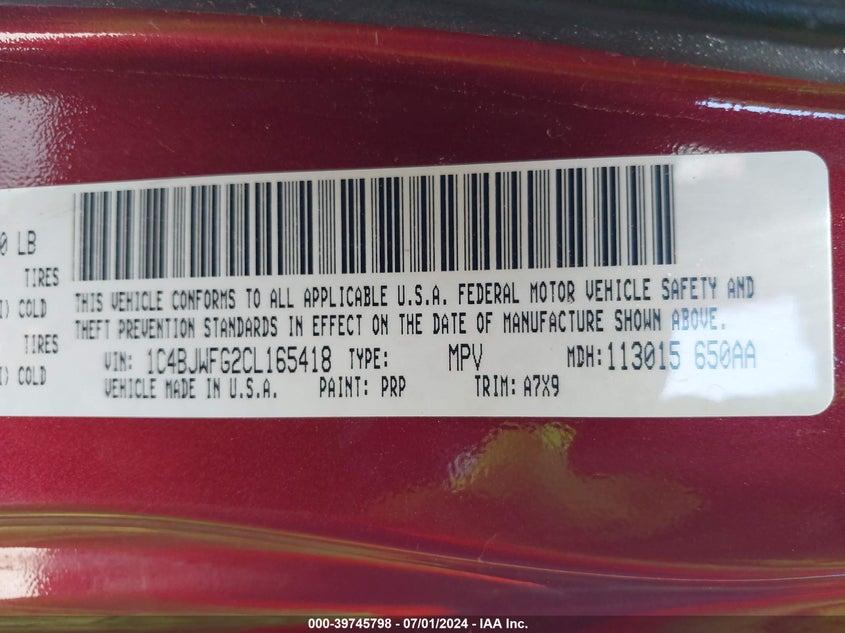 0 LB
TIRES
I) COLD
TIRES
I) COLD
THIS VEHICLE CONFORMS TO ALL APPLICABLE U.S.A. FEDERAL MOTOR VEHICLE SAFETY AND
THEFT PREVENTION STANDARDS IN EFFECT ON THE DATE OF MANUFACTURE SHOWN ABOVE.
VIN: 1C4BJWFG2CL165418 TYPE: MPV MDH: 113015 650AA
VEHICLE MADE IN U.S.A. PAINT: PRP TRIM: A7X9
000-39745798 - 07/01/2024 - IAA Inc.